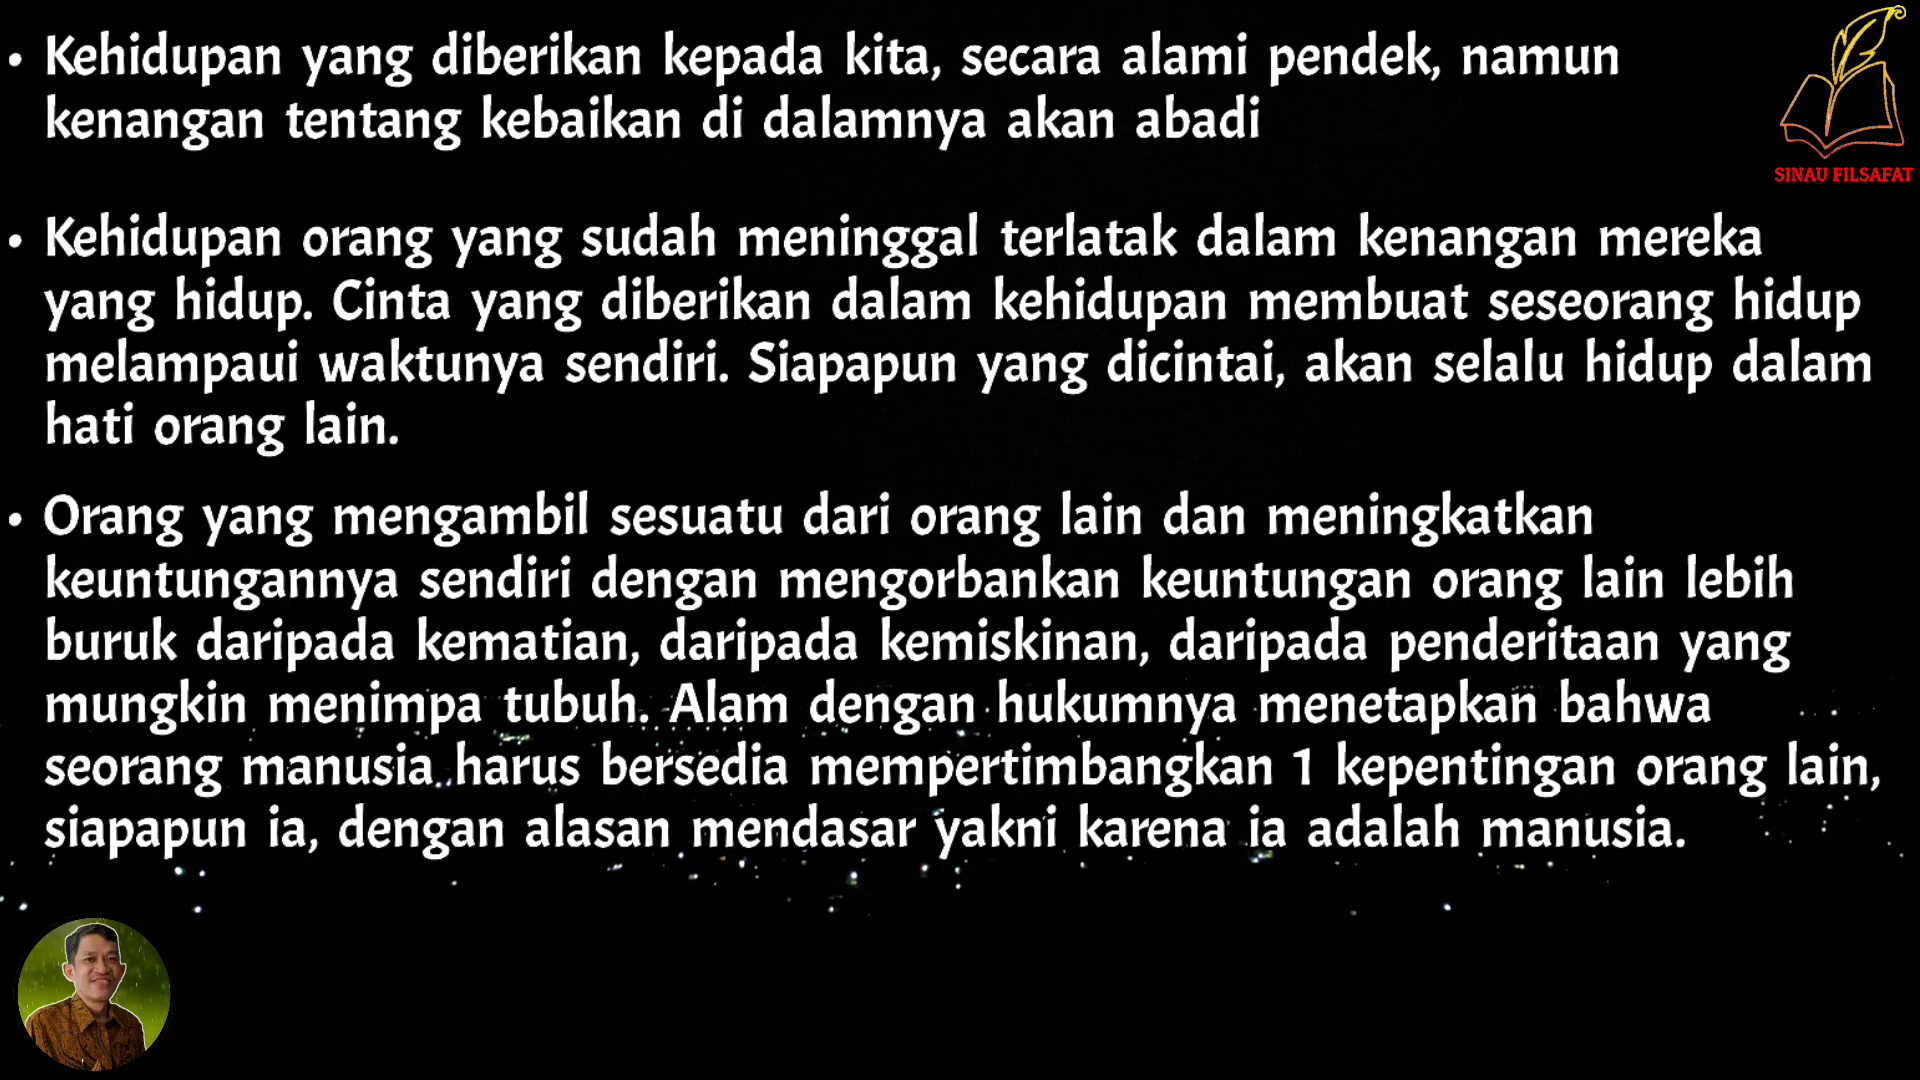 • Kehidupan yang diberikan kepada kita, secara alami pendek, namun
kenangan tentang kebaikan di dalamnya akan abadi
SINAU FILSAFAT
• Kehidupan orang yang sudah meninggal terlatak dalam kenangan mereka
yang hidup. Cinta yang diberikan dalam kehidupan membuat seseorang hidup
melampaui waktunya sendiri. Siapapun yang dicintai, akan selalu hidup dalam
hati orang lain.
• Orang yang mengambil sesuatu dari orang lain dan meningkatkan
keuntungannya sendiri dengan mengorbankan keuntungan orang lain lebih
buruk daripada kematian, daripada kemiskinan, daripada penderitaan yang
mungkin menimpa tubuh. Alam dengan hukumnya menetapkan bahwa
seorang manusia harus bersedia mempertimbangkan 1 kepentingan orang lain,
siapapun ia, dengan alasan mendasar yakni karena ia adalah manusia.